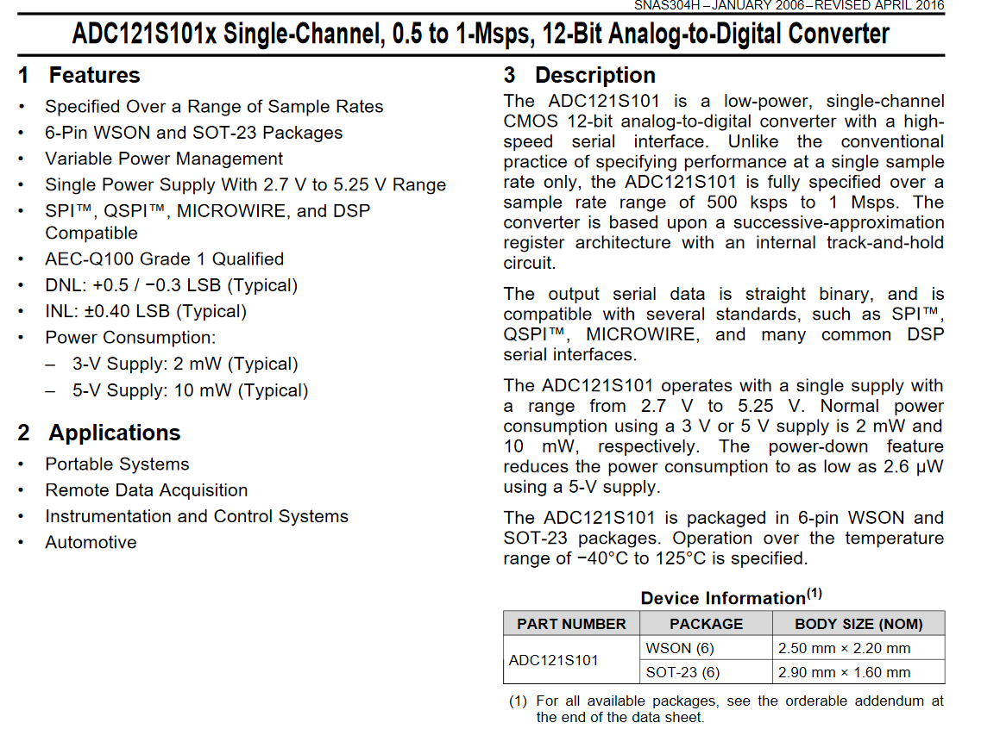 SNAS304H – JANUARY 2006 – REVISED APRIL 2016
ADC121S101x Single-Channel, 0.5 to 1-Msps, 12-Bit Analog-to-Digital Converter
1 Features
• Specified Over a Range of Sample Rates
• 6-Pin WSON and SOT-23 Packages
• Variable Power Management
• Single Power Supply With 2.7 V to 5.25 V Range
• SPI™, QSPI™, MICROWIRE, and DSP
Compatible
• AEC-Q100 Grade 1 Qualified
• DNL: +0.5 / −0.3 LSB (Typical)
• INL: ±0.40 LSB (Typical)
• Power Consumption:
– 3-V Supply: 2 mW (Typical)
– 5-V Supply: 10 mW (Typical)
2 Applications
• Portable Systems
• Remote Data Acquisition
• Instrumentation and Control Systems
• Automotive
3 Description
The ADC121S101 is a low-power, single-channel
CMOS 12-bit analog-to-digital converter with a high-
speed serial interface. Unlike the conventional
practice of specifying performance at a single sample
rate only, the ADC121S101 is fully specified over a
sample rate range of 500 ksps to 1 Msps. The
converter is based upon a successive-approximation
register architecture with an internal track-and-hold
circuit.
The output serial data is straight binary, and is
compatible with several standards, such as SPI™,
QSPI™, MICROWIRE, and many common DSP
serial interfaces.
The ADC121S101 operates with a single supply with
a range from 2.7 V to 5.25 V. Normal power
consumption using a 3 V or 5 V supply is 2 mW and
10 mW, respectively. The power-down feature
reduces the power consumption to as low as 2.6 µW
using a 5-V supply.
The ADC121S101 is packaged in 6-pin WSON and
SOT-23 packages. Operation over the temperature
range of −40°C to 125°C is specified.
Device Information(1)
PART NUMBER PACKAGE BODY SIZE (NOM)
ADC121S101 WSON (6) 2.50 mm × 2.20 mm
SOT-23 (6) 2.90 mm × 1.60 mm
(1) For all available packages, see the orderable addendum at
the end of the data sheet.